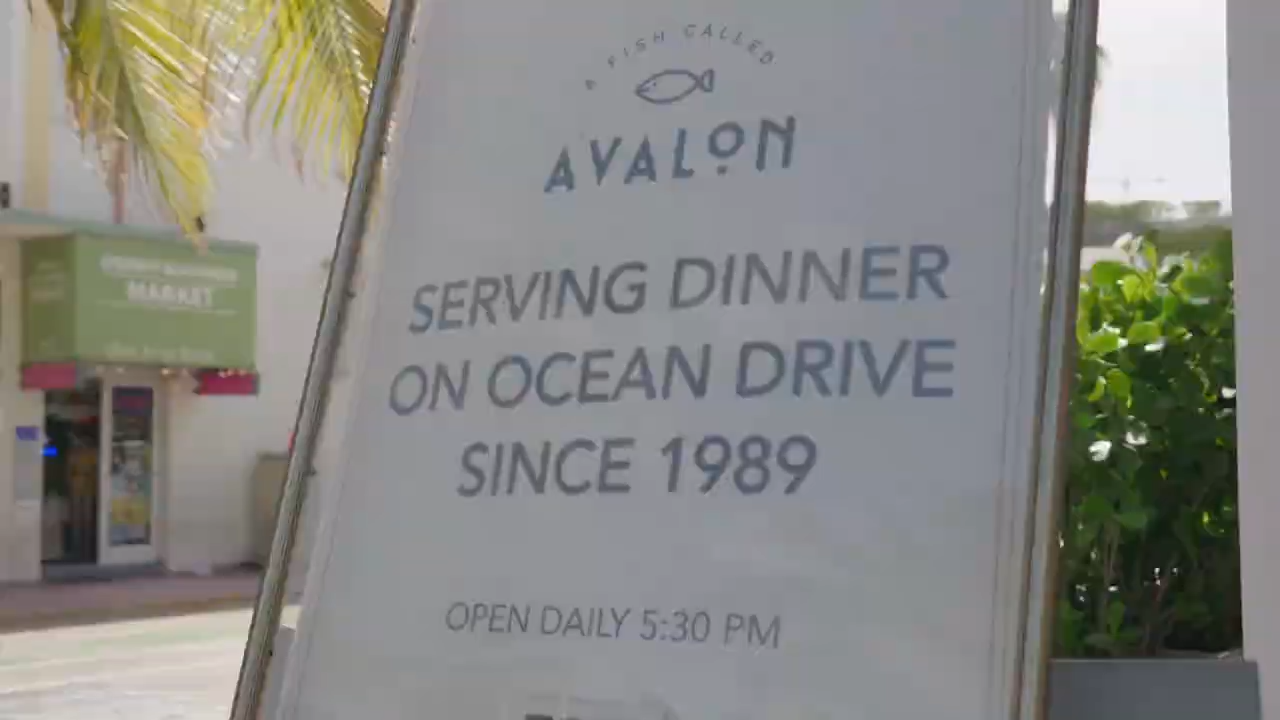 A FISH CALLED
AVALON
SERVING DINNER
ON OCEAN DRIVE
SINCE 1989
OPEN DAILY 5:30 PM
MARKET